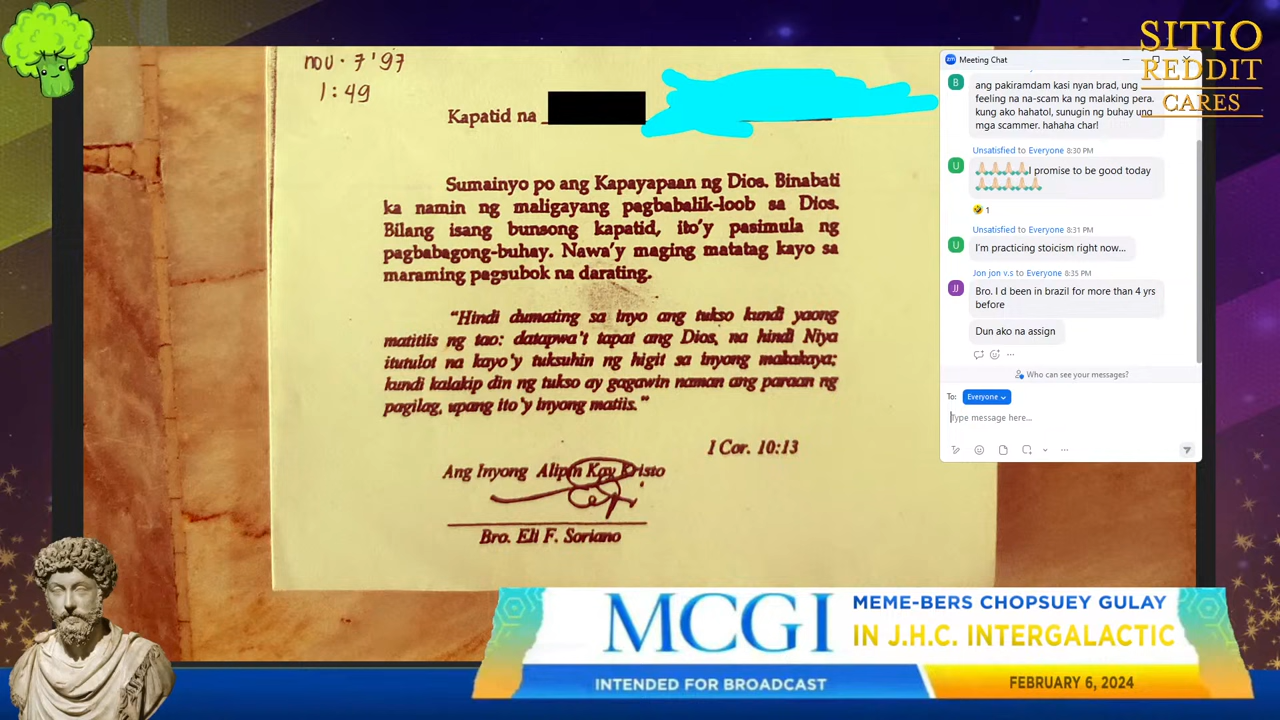 nov. 7 '97
1:49
Kapatid na
Sumainyo po ang Kapayapaan ng Dios. Binabati
ka namin ng maligayang pagbabalik-loob sa Dios.
Bilang isang bunsong kapatid, ito'y pasimula ng
pagbabagong-buhay. Nawa'y maging matatag kayo sa
maraming pagsubok na darating.
"Hindi dumating sa inyo ang tukso kundi yaong
matitiis ng tao: datapwa't tapat ang Dios, na hindi Niya
itutulot na kayo'y tuksuhin ng higit sa inyong makakaya;
kundi kalakip din ng tukso ay gagawin naman ang paraan ng
pagilag, upang ito'y inyong matiis."
I Cor. 10:13
Ang Inyong Alipin Kay Kristo
Bro. Eli F. Soriano
SITIO
REDDIT
CARES
zm Meeting Chat
B
ang pakiramdam kasi nyan brad, ung
feeling na na-scam ka ng malaking pera.
kung ako hahatol, sunugin ng buhay ung
mga scammer. hahaha char!
Unsatisfied to Everyone 8:30 PM
U
I promise to be good today
1
Unsatisfied to Everyone 8:31 PM
U
I'm practicing stoicism right now...
Jon jon v.s to Everyone 8:35 PM
JJ
Bro. I d been in brazil for more than 4 yrs
before
Dun ako na assign
Who can see your messages?
To: Everyone
Type message here...
MCGI
MEME-BERS CHOPSUEY GULAY
IN J.H.C. INTERGALACTIC
INTENDED FOR BROADCAST
FEBRUARY 6, 2024